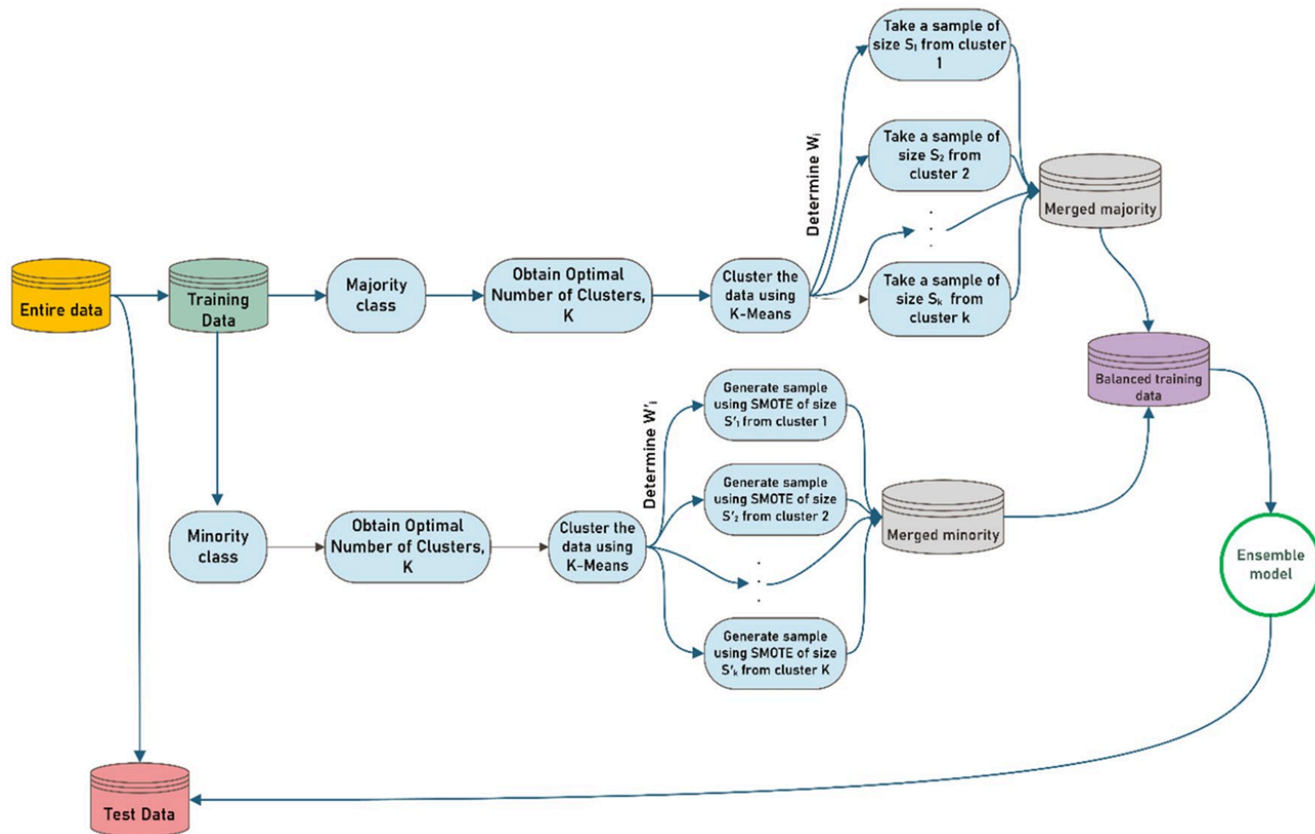 Take a sample of
size S₁ from cluster
1
Determine Wᵢ
Take a sample of
size S₂ from
cluster 2
Merged majority
Entire data
Training
Data
Majority
class
Obtain Optimal
Number of Clusters,
K
Cluster the
data using
K-Means
Take a sample of
size Sₖ from
cluster k
Balanced training
data
Determine W'ᵢ
Generate sample
using SMOTE of size
S'₁ from cluster 1
Generate sample
using SMOTE of size
S'₂ from cluster 2
Merged minority
Minority
class
Obtain Optimal
Number of Clusters,
K
Cluster the
data using
K-Means
Ensemble
model
Generate sample
using SMOTE of size
S'ₖ from cluster K
Test Data